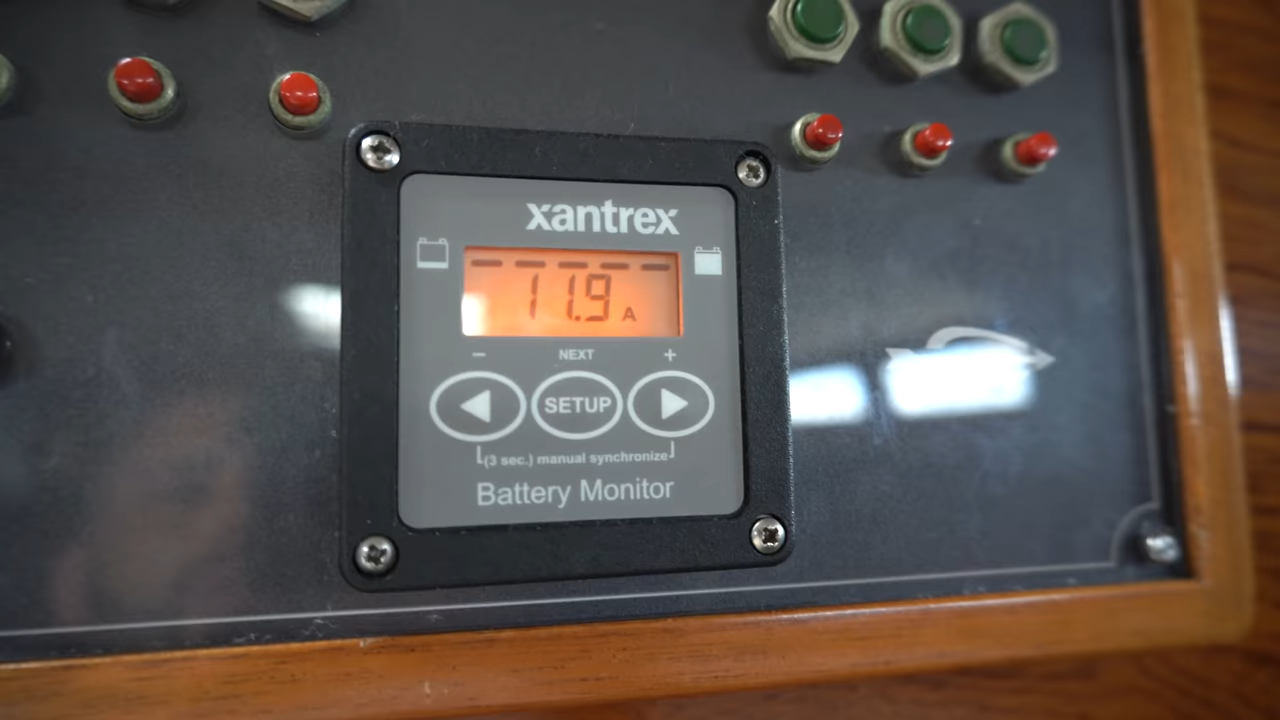 xantrex
11.9 A
− NEXT +
SETUP
(3 sec.) manual synchronize
Battery Monitor